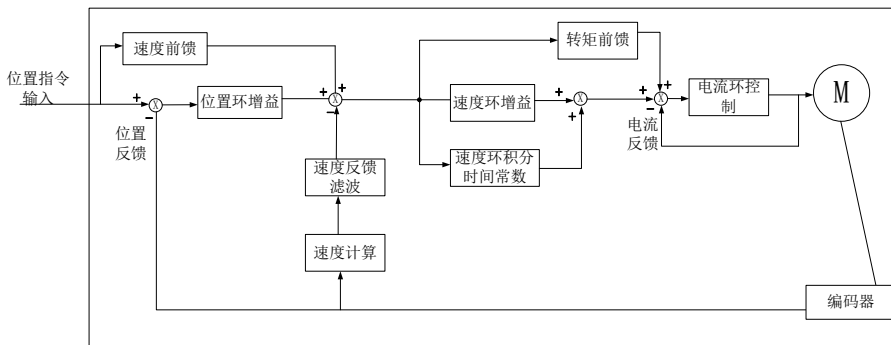 速度前馈
转矩前馈
位置指令
输入
+
-
位置
反馈
位置环增益
+
+
-
速度环增益
+
+
速度环积分
时间常数
+
+
-
电流
反馈
电流环控
制
M
速度反馈
滤波
速度计算
编码器